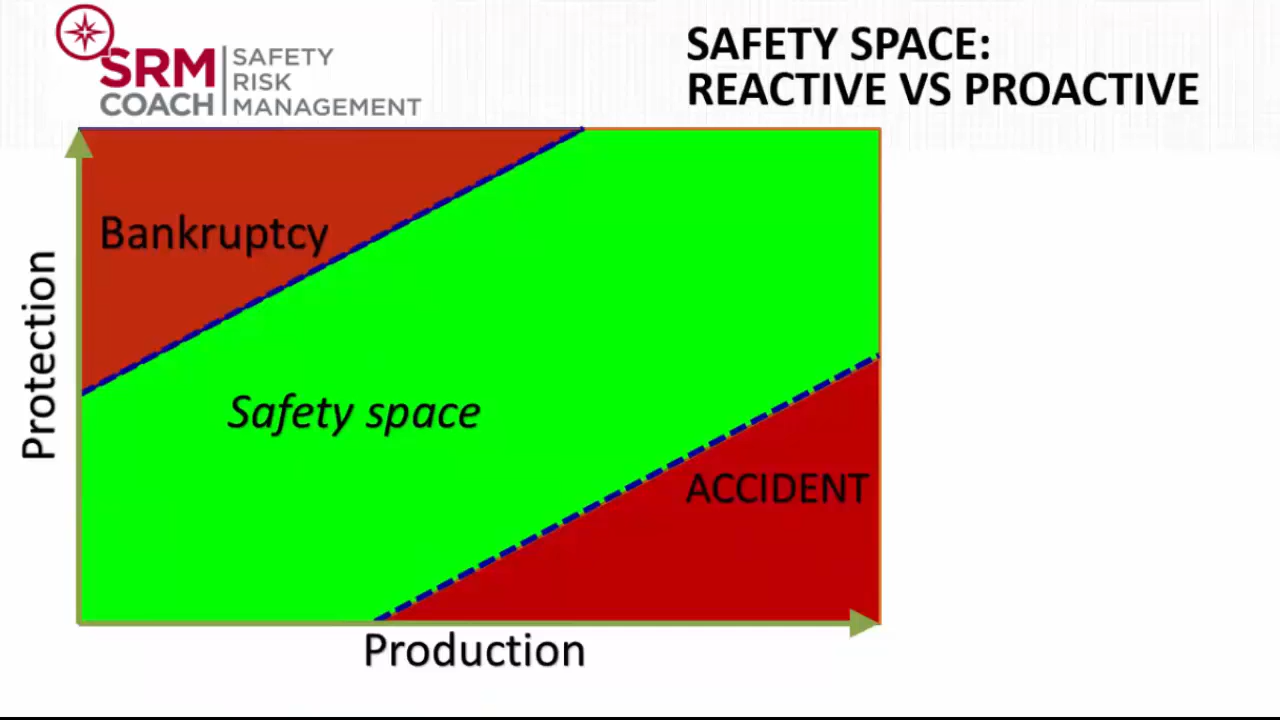 SRM
COACH
SAFETY
RISK
MANAGEMENT
SAFETY SPACE:
REACTIVE VS PROACTIVE
Bankruptcy
Protection
Safety space
ACCIDENT
Production